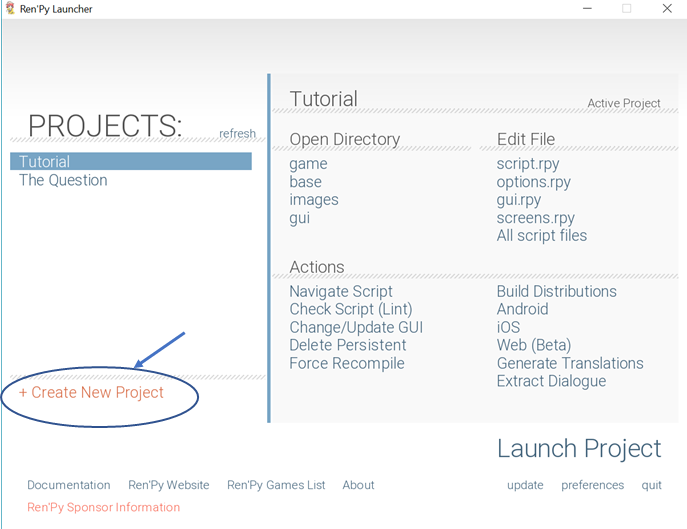 Ren'Py Launcher
PROJECTS:
refresh
Tutorial
The Question
+ Create New Project
Tutorial
Active Project
Open Directory
game
base
images
gui
Edit File
script.rpy
options.rpy
gui.rpy
screens.rpy
All script files
Actions
Navigate Script
Check Script (Lint)
Change/Update GUI
Delete Persistent
Force Recompile
Build Distributions
Android
iOS
Web (Beta)
Generate Translations
Extract Dialogue
Launch Project
Documentation
Ren'Py Website
Ren'Py Games List
About
update
preferences
quit
Ren'Py Sponsor Information